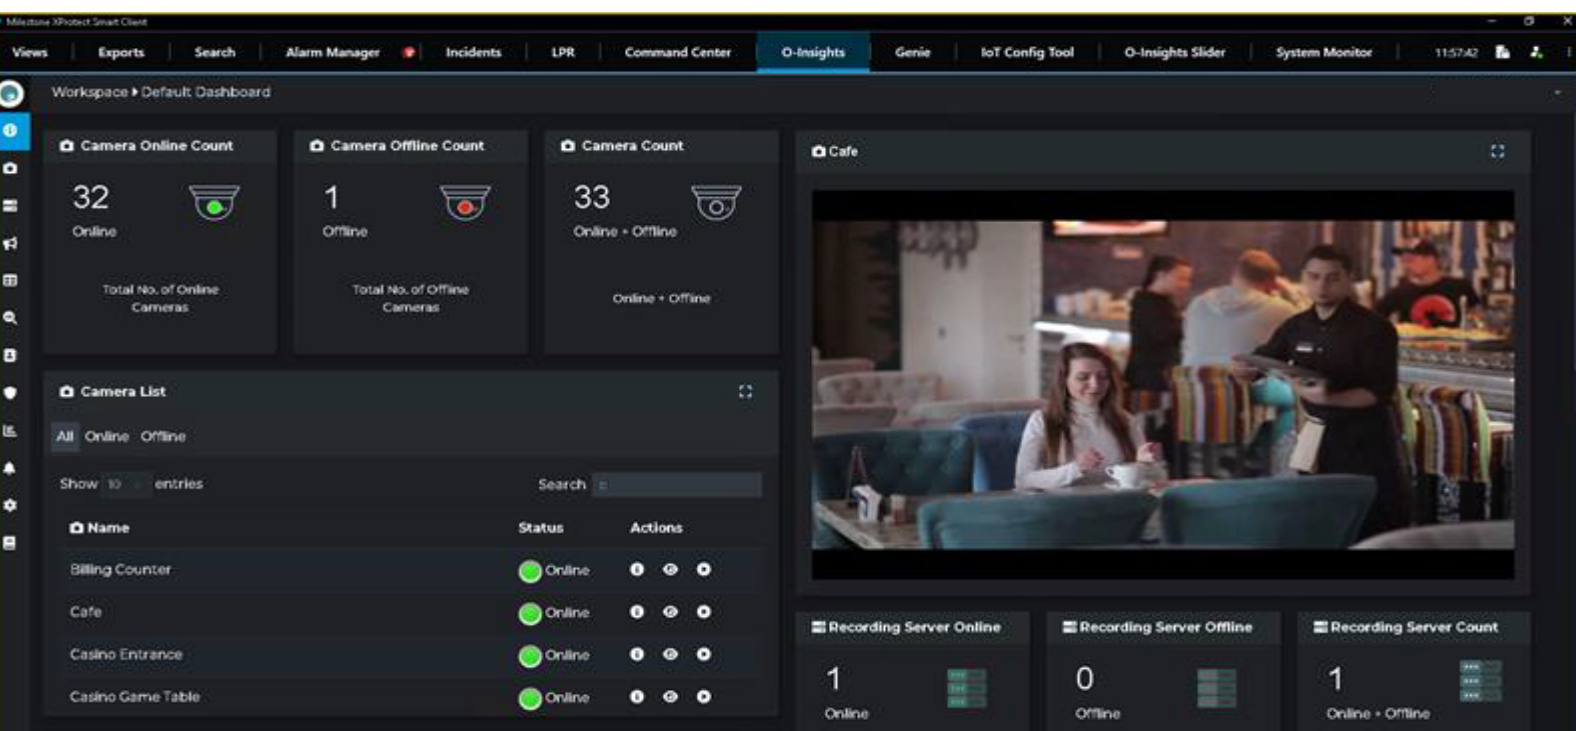 Milestone XProtect Smart Client
Views Exports Search Alarm Manager Incidents LPR Command Center O-Insights Genie IoT Config Tool O-Insights Slider System Monitor 11:57:42
Workspace Default Dashboard
Camera Online Count
32
Online
Total No. of Online
Cameras
Camera Offline Count
1
Offline
Total No. of Offline
Cameras
Camera Count
33
Online + Offline
Online + Offline
Cafe
Camera List
All Online Offline
Show 10 entries Search
Name Status Actions
Billing Counter Online
Cafe Online
Casino Entrance Online
Casino Game Table Online
Recording Server Online
1
Online
Recording Server Offline
0
Offline
Recording Server Count
1
Online + Offline